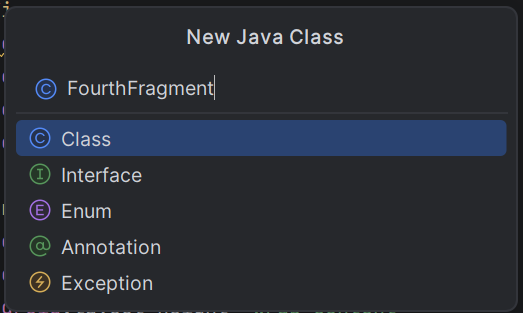 New Java Class
FourthFragment
Class
Interface
Enum
Annotation
Exception